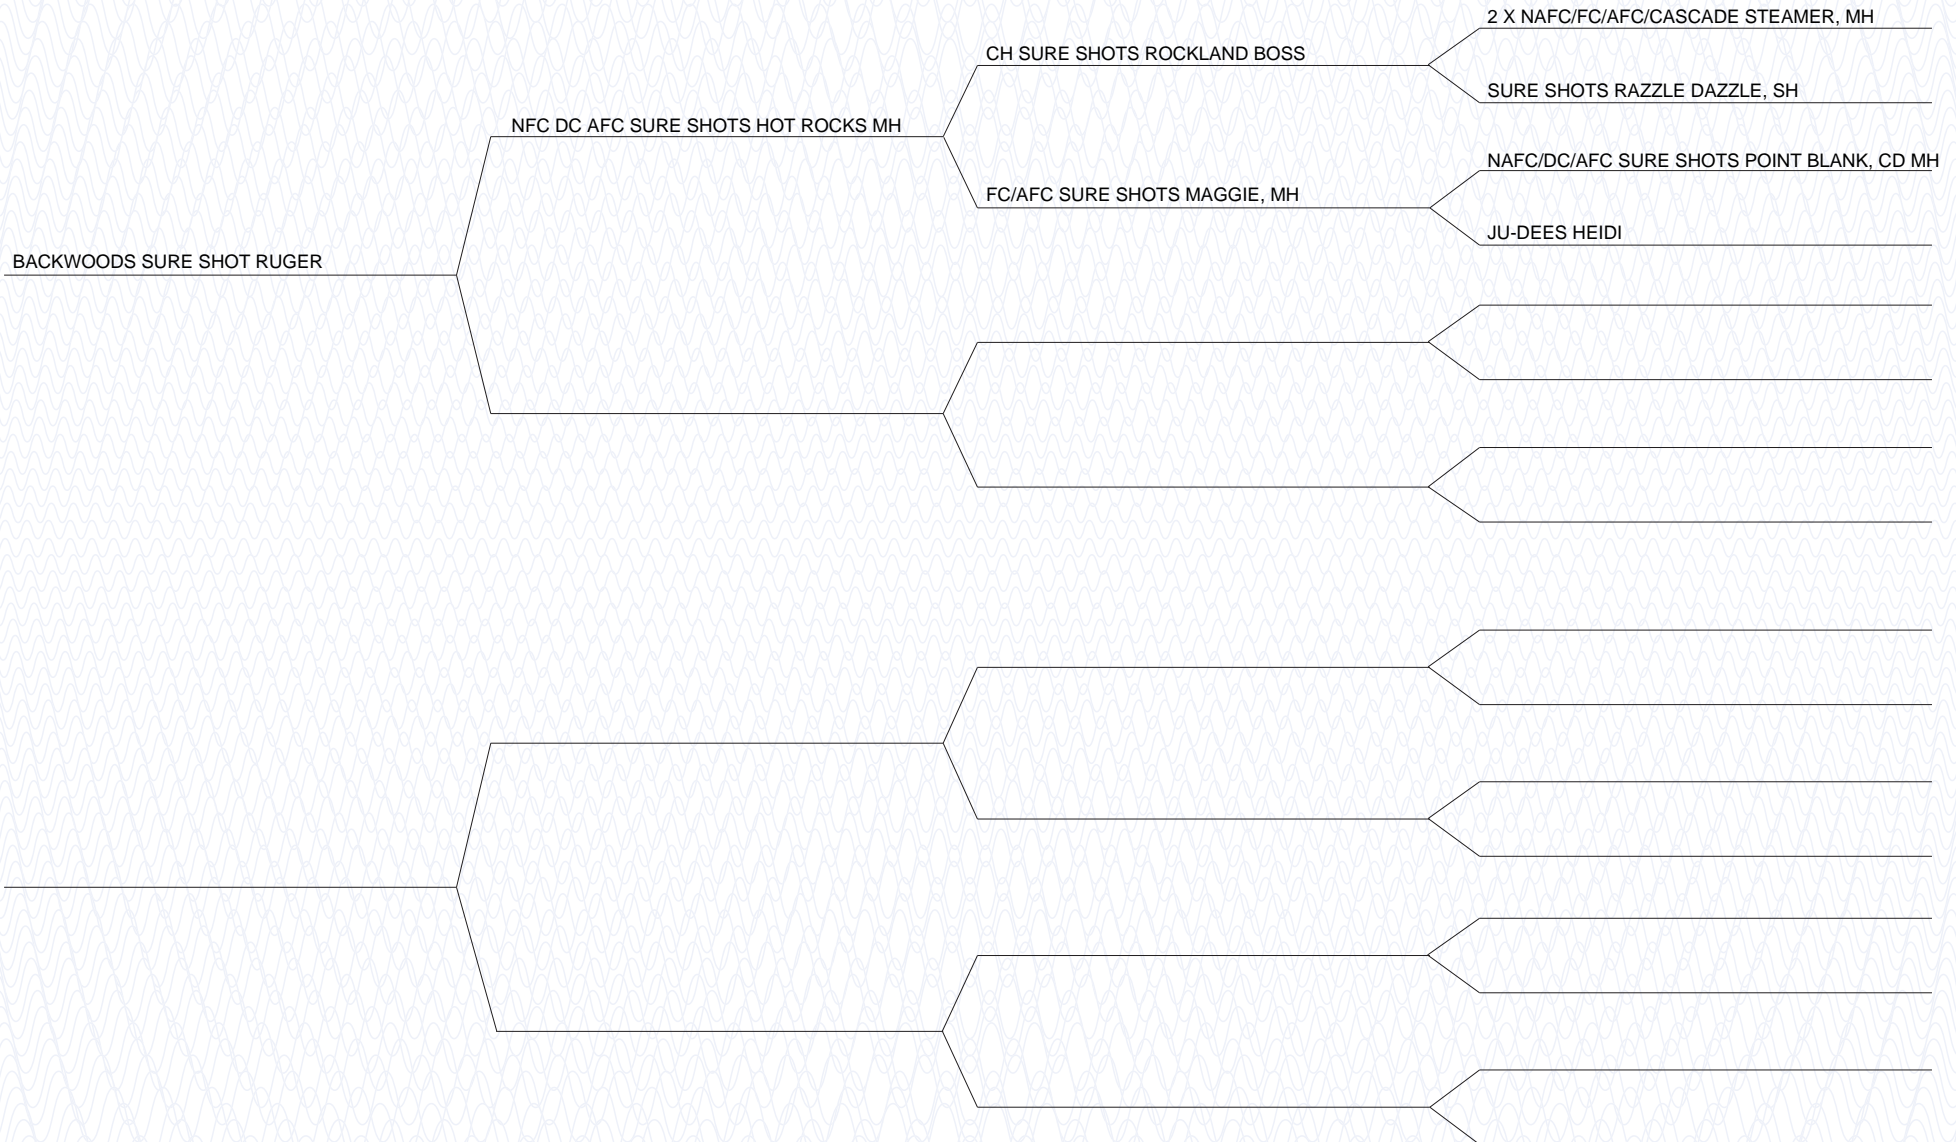 2 X NAFC/FC/AFC/CASCADE STEAMER, MH
CH SURE SHOTS ROCKLAND BOSS
SURE SHOTS RAZZLE DAZZLE, SH
NFC DC AFC SURE SHOTS HOT ROCKS MH
NAFC/DC/AFC SURE SHOTS POINT BLANK, CD MH
FC/AFC SURE SHOTS MAGGIE, MH
JU-DEES HEIDI
BACKWOODS SURE SHOT RUGER